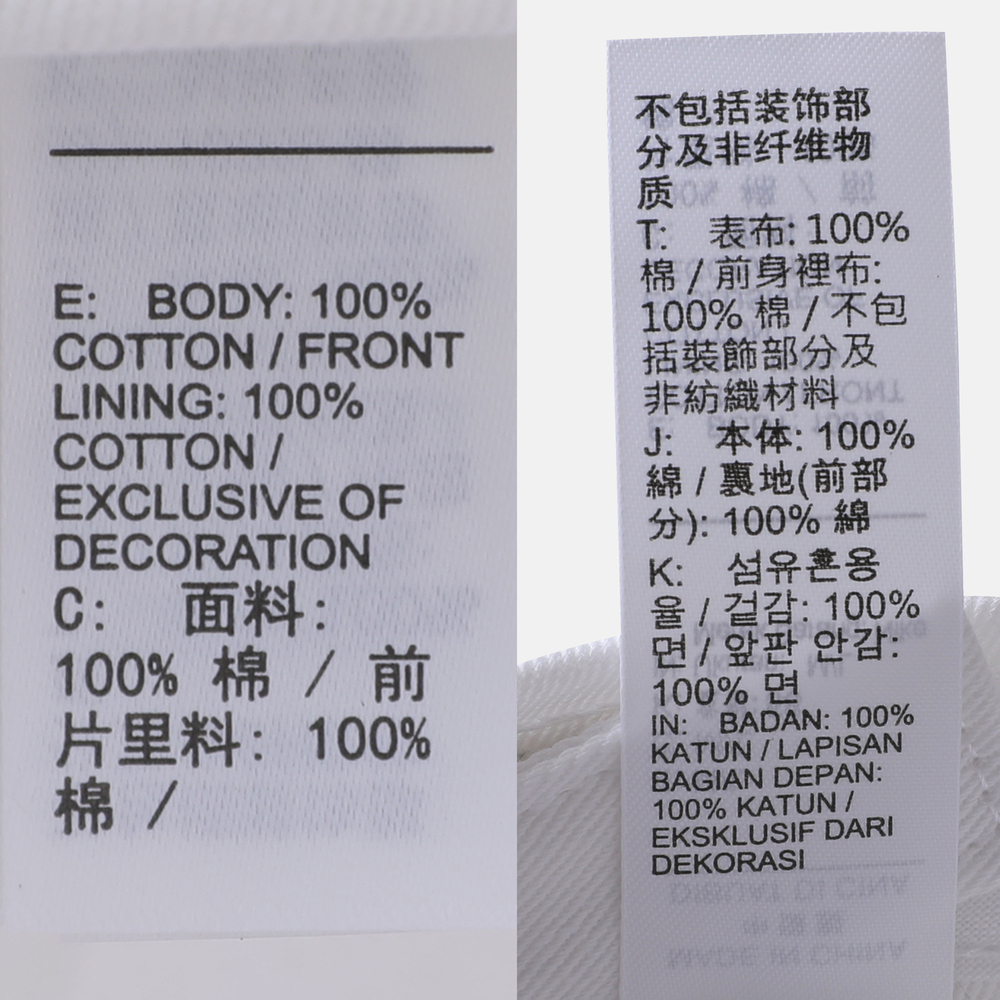 E: BODY: 100%
COTTON / FRONT
LINING: 100%
COTTON /
EXCLUSIVE OF
DECORATION
C: 面料:
100% 棉 / 前
片里料: 100%
棉 /
不包括装饰部
分及非纤维物
质
T: 表布: 100%
棉 / 前身裡布:
100% 棉 / 不包
括裝飾部分及
非紡織材料
J: 本体: 100%
綿 / 裏地(前部
分): 100% 綿
K: 섬유혼용
율 / 겉감: 100%
면 / 앞판 안감:
100% 면
IN: BADAN: 100%
KATUN / LAPISAN
BAGIAN DEPAN:
100% KATUN /
EKSKLUSIF DARI
DEKORASI
MADE IN CHINA